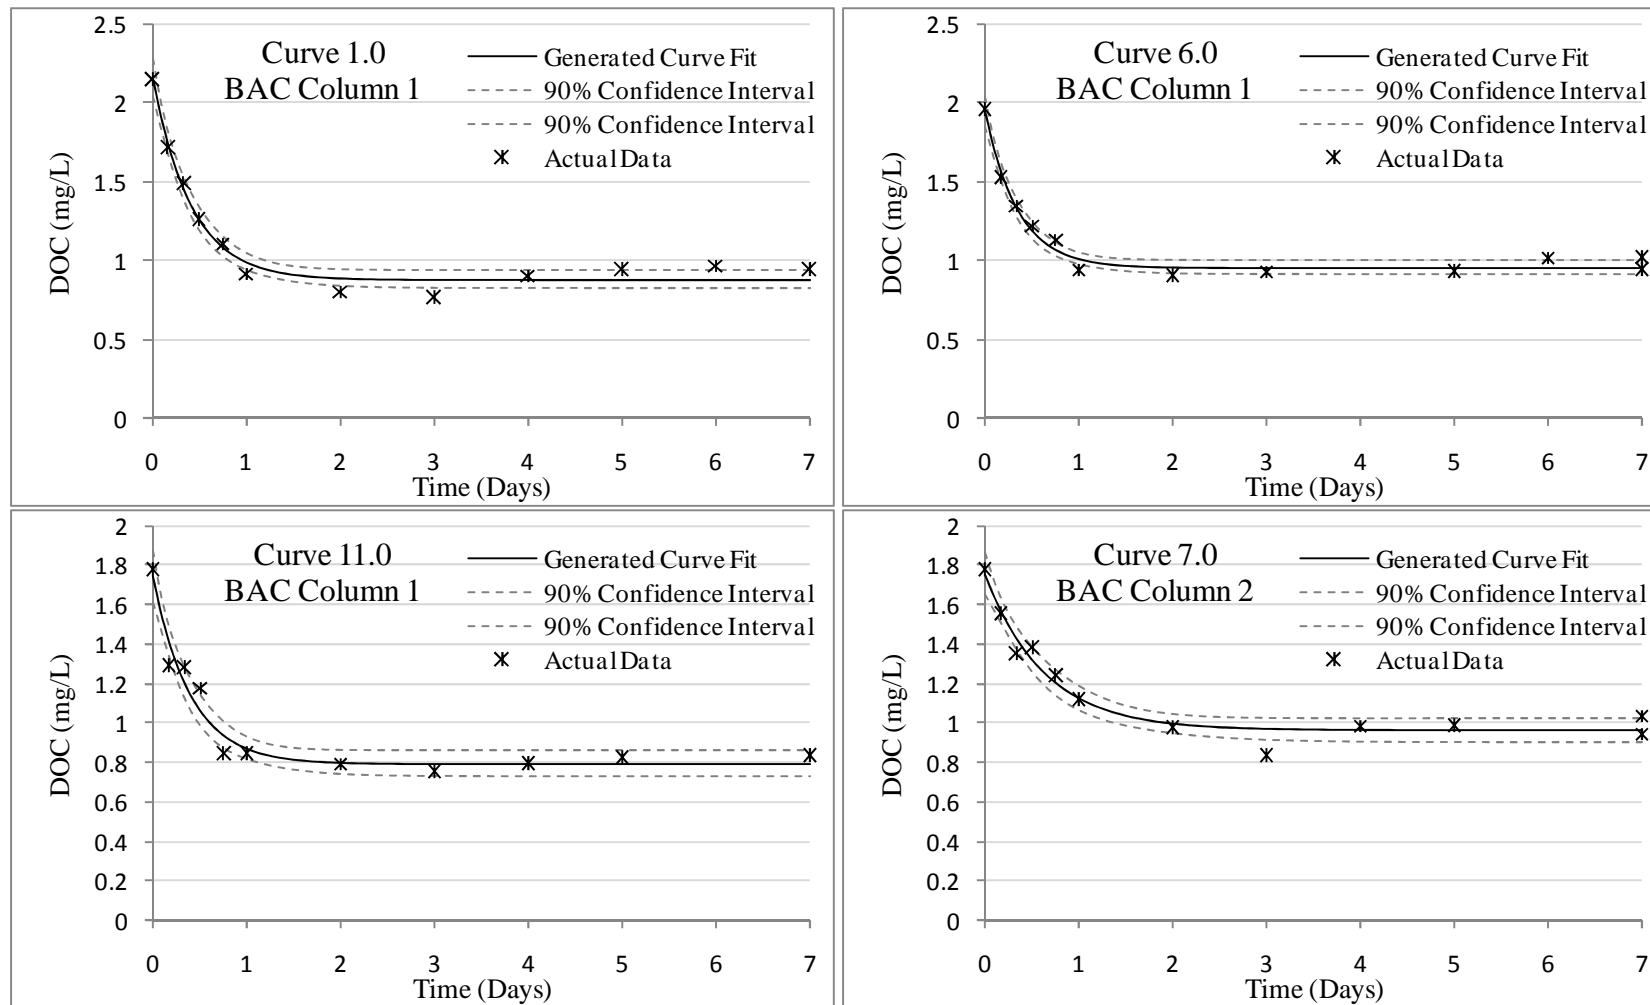 Curve 1.0
BAC Column 1
Generated Curve Fit
90% Confidence Interval
90% Confidence Interval
Actual Data
DOC (mg/L)
2.5
2
1.5
1
0.5
0
0 1 2 3 4 5 6 7
Time (Days)
Curve 6.0
BAC Column 1
Generated Curve Fit
90% Confidence Interval
90% Confidence Interval
Actual Data
DOC (mg/L)
2.5
2
1.5
1
0.5
0
0 1 2 3 4 5 6 7
Time (Days)
Curve 11.0
BAC Column 1
Generated Curve Fit
90% Confidence Interval
90% Confidence Interval
Actual Data
DOC (mg/L)
2
1.8
1.6
1.4
1.2
1
0.8
0.6
0.4
0.2
0
0 1 2 3 4 5 6 7
Time (Days)
Curve 7.0
BAC Column 2
Generated Curve Fit
90% Confidence Interval
90% Confidence Interval
Actual Data
DOC (mg/L)
2
1.8
1.6
1.4
1.2
1
0.8
0.6
0.4
0.2
0
0 1 2 3 4 5 6 7
Time (Days)